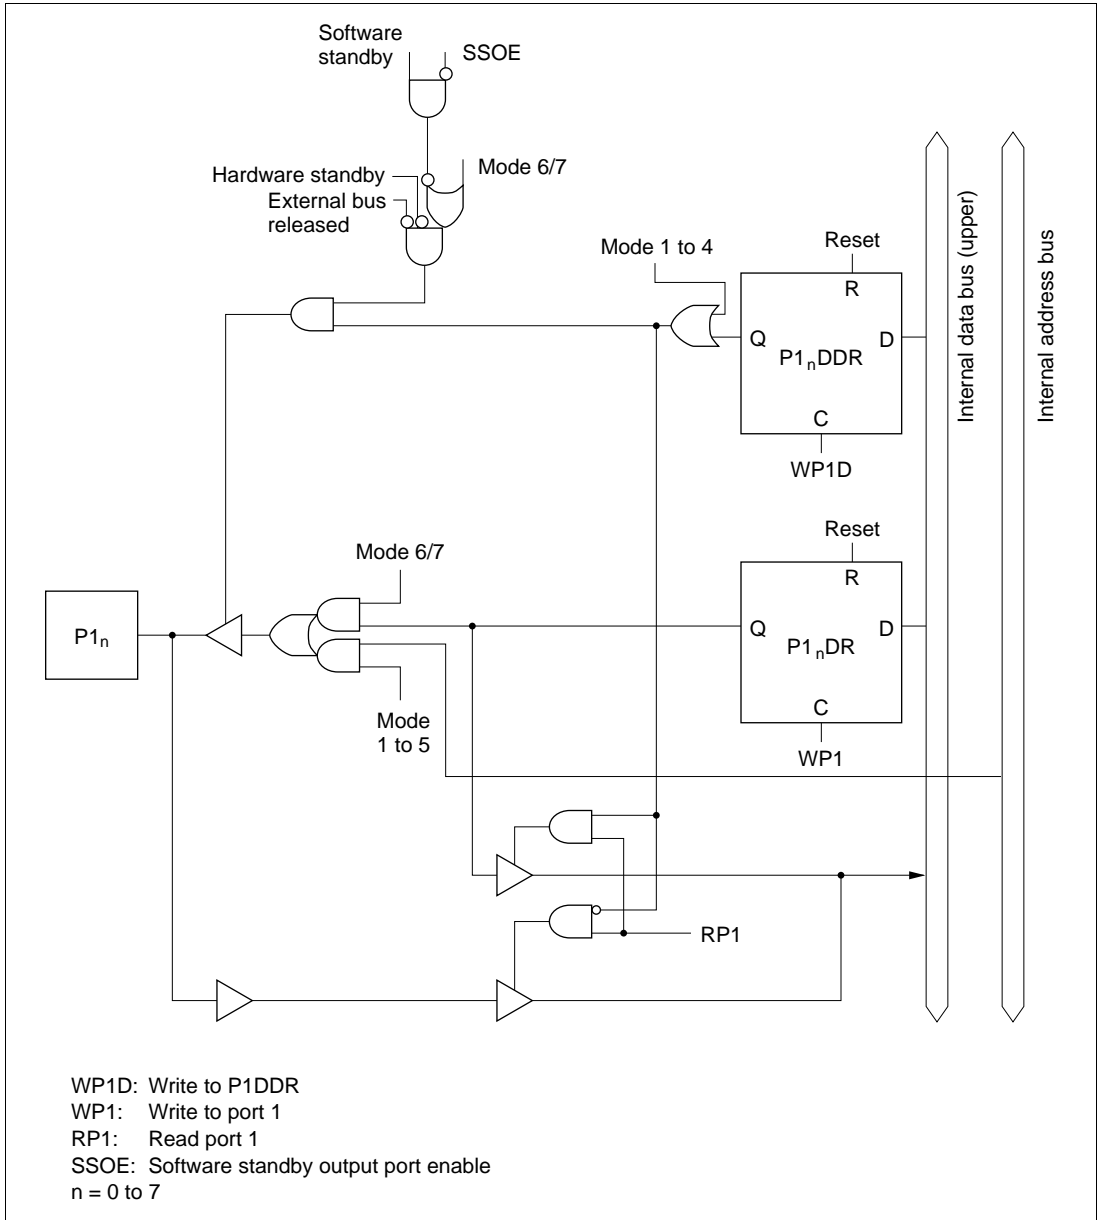 Software
standby
SSOE
Mode 6/7
Hardware standby
External bus
released
Mode 1 to 4
Reset
R
Q
D
P1nDDR
C
WP1D
Internal data bus (upper)
Internal address bus
Reset
R
Mode 6/7
P1n
Q
D
P1nDR
C
Mode
1 to 5
WP1
RP1
WP1D: Write to P1DDR
WP1: Write to port 1
RP1: Read port 1
SSOE: Software standby output port enable
n = 0 to 7